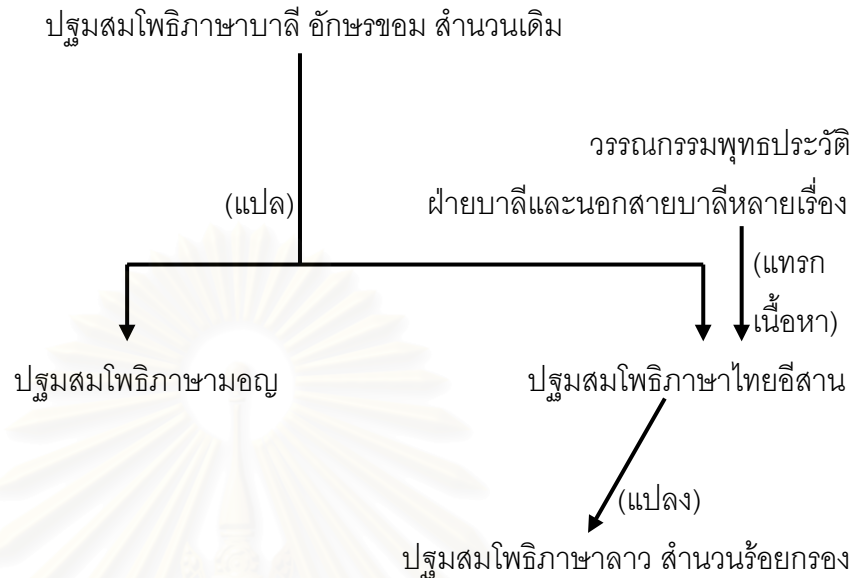 ปฐมสมโพธิภาษาบาลี อักษรขอม สำนวนเดิม
วรรณกรรมพุทธประวัติ
(แปล)
ฝ่ายบาลีและนอกสายบาลีหลายเรื่อง
(แทรก
เนื้อหา)
ปฐมสมโพธิภาษามอญ
ปฐมสมโพธิภาษาไทยอีสาน
(แปลง)
ปฐมสมโพธิภาษาลาว สำนวนร้อยกรอง